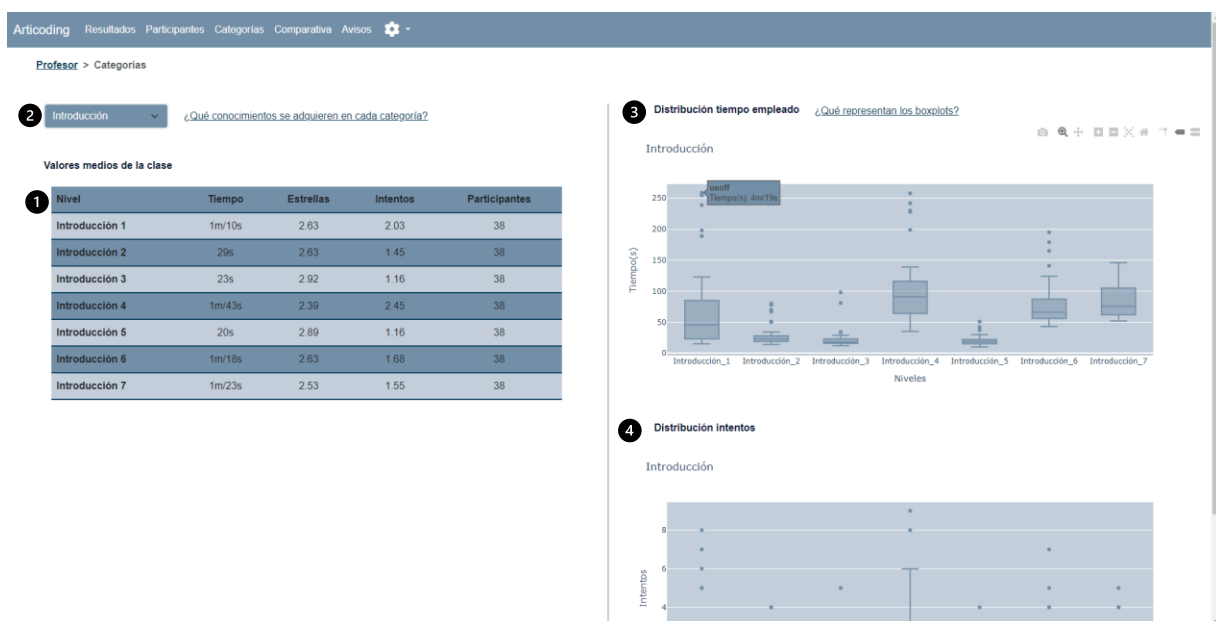 Articoding Resultados Participantes Categorías Comparativa Avisos
Profesor > Categorias
2 Introducción ¿Qué conocimientos se adquieren en cada categoría?
Valores medios de la clase
1 Nivel Tiempo Estrellas Intentos Participantes
Introducción 1 1m/10s 2.63 2.03 38
Introducción 2 29s 2.63 1.45 38
Introducción 3 23s 2.92 1.16 38
Introducción 4 1m/43s 2.39 2.45 38
Introducción 5 20s 2.89 1.16 38
Introducción 6 1m/18s 2.63 1.68 38
Introducción 7 1m/23s 2.53 1.55 38
3 Distribución tiempo empleado ¿Qué representan los boxplots?
Introducción
ueoff
Tiempo(s): 4m/19s
250
200
150
100
50
0
Tiempo(s)
Introducción_1 Introducción_2 Introducción_3 Introducción_4 Introducción_5 Introducción_6 Introducción_7
Niveles
4 Distribución intentos
Introducción
8
6
4
Intentos